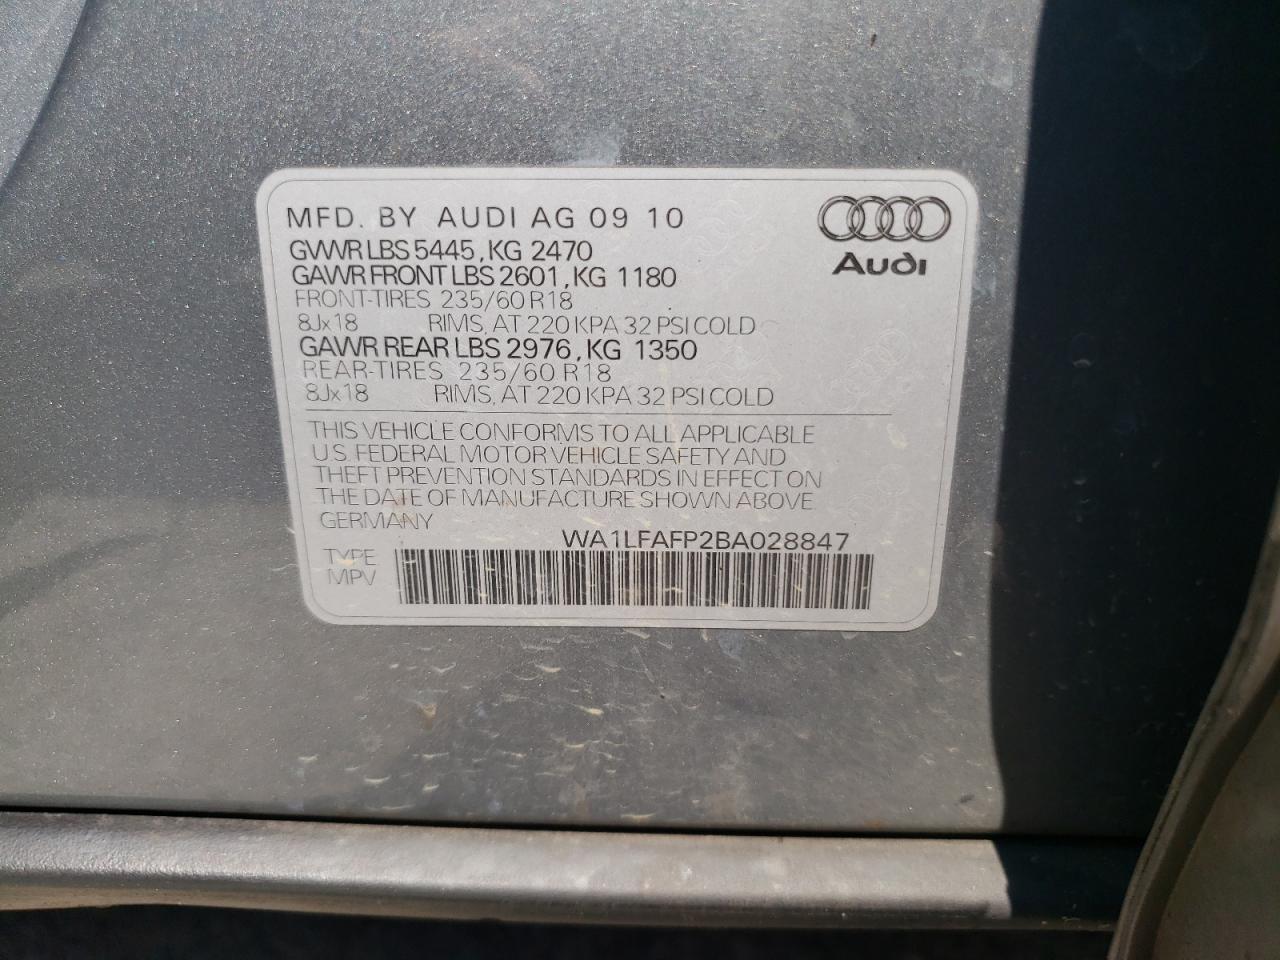 MFD. BY AUDI AG 09 10
GVWR LBS 5445, KG 2470
GAWR FRONT LBS 2601, KG 1180
FRONT-TIRES 235/60 R18
8Jx18 RIMS, AT 220 KPA 32 PSI COLD
GAWR REAR LBS 2976, KG 1350
REAR-TIRES 235/60 R18
8Jx18 RIMS, AT 220 KPA 32 PSI COLD
Audi
THIS VEHICLE CONFORMS TO ALL APPLICABLE
U.S. FEDERAL MOTOR VEHICLE SAFETY AND
THEFT PREVENTION STANDARDS IN EFFECT ON
THE DATE OF MANUFACTURE SHOWN ABOVE
GERMANY
WA1LFAFP2BA028847
TYPE
MPV